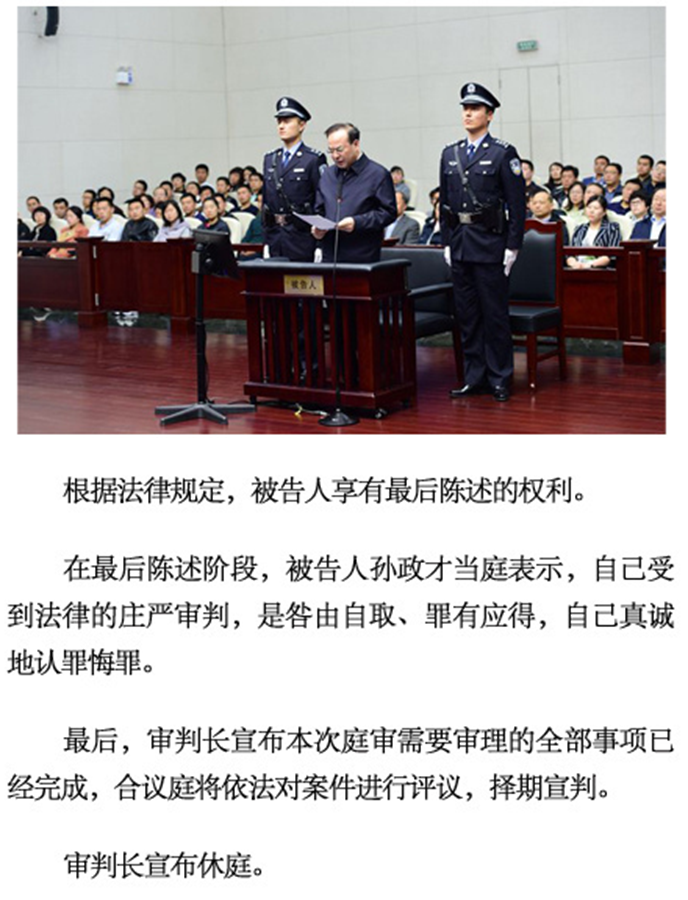 被告人
根据法律规定，被告人享有最后陈述的权利。
在最后陈述阶段，被告人孙政才当庭表示，自己受
到法律的庄严审判，是咎由自取、罪有应得，自己真诚
地认罪悔罪。
最后，审判长宣布本次庭审需要审理的全部事项已
经完成，合议庭将依法对案件进行评议，择期宣判。
审判长宣布休庭。